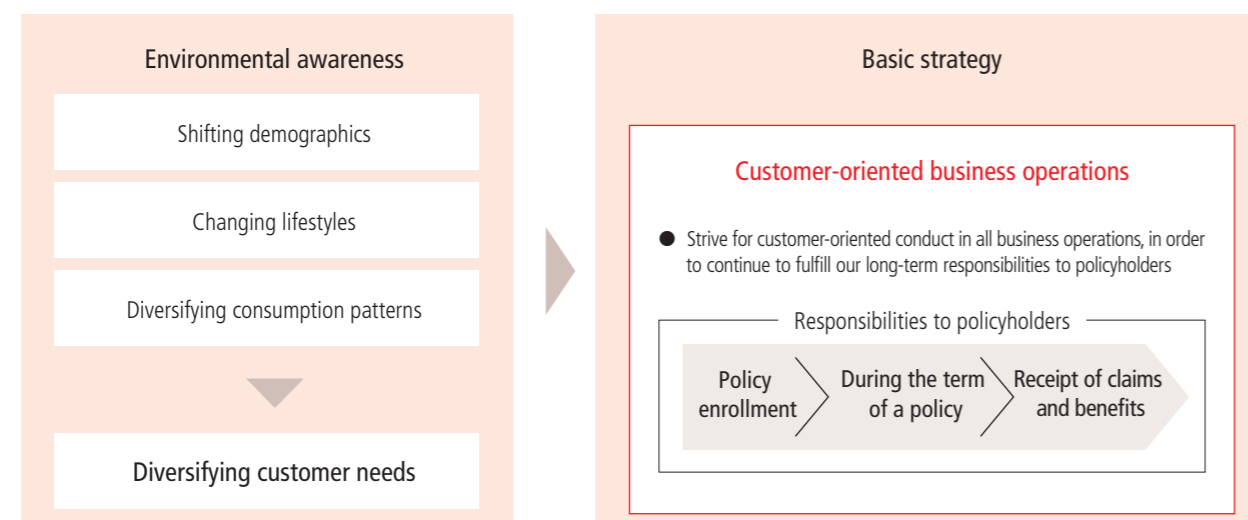 Environmental awareness
Shifting demographics
Changing lifestyles
Diversifying consumption patterns
Diversifying customer needs
Basic strategy
Customer-oriented business operations
● Strive for customer-oriented conduct in all business operations, in order
to continue to fulfill our long-term responsibilities to policyholders
Responsibilities to policyholders
Policy
enrollment
During the term
of a policy
Receipt of claims
and benefits